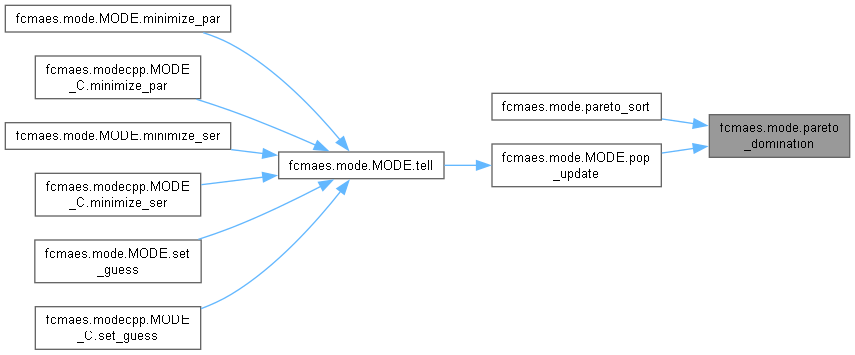 fcmaes.mode.MODE.minimize_par
fcmaes.modecpp.MODE
_C.minimize_par
fcmaes.mode.MODE.minimize_ser
fcmaes.modecpp.MODE
_C.minimize_ser
fcmaes.mode.MODE.set
_guess
fcmaes.modecpp.MODE
_C.set_guess
fcmaes.mode.MODE.tell
fcmaes.mode.pareto_sort
fcmaes.mode.MODE.pop
_update
fcmaes.mode.pareto
_domination